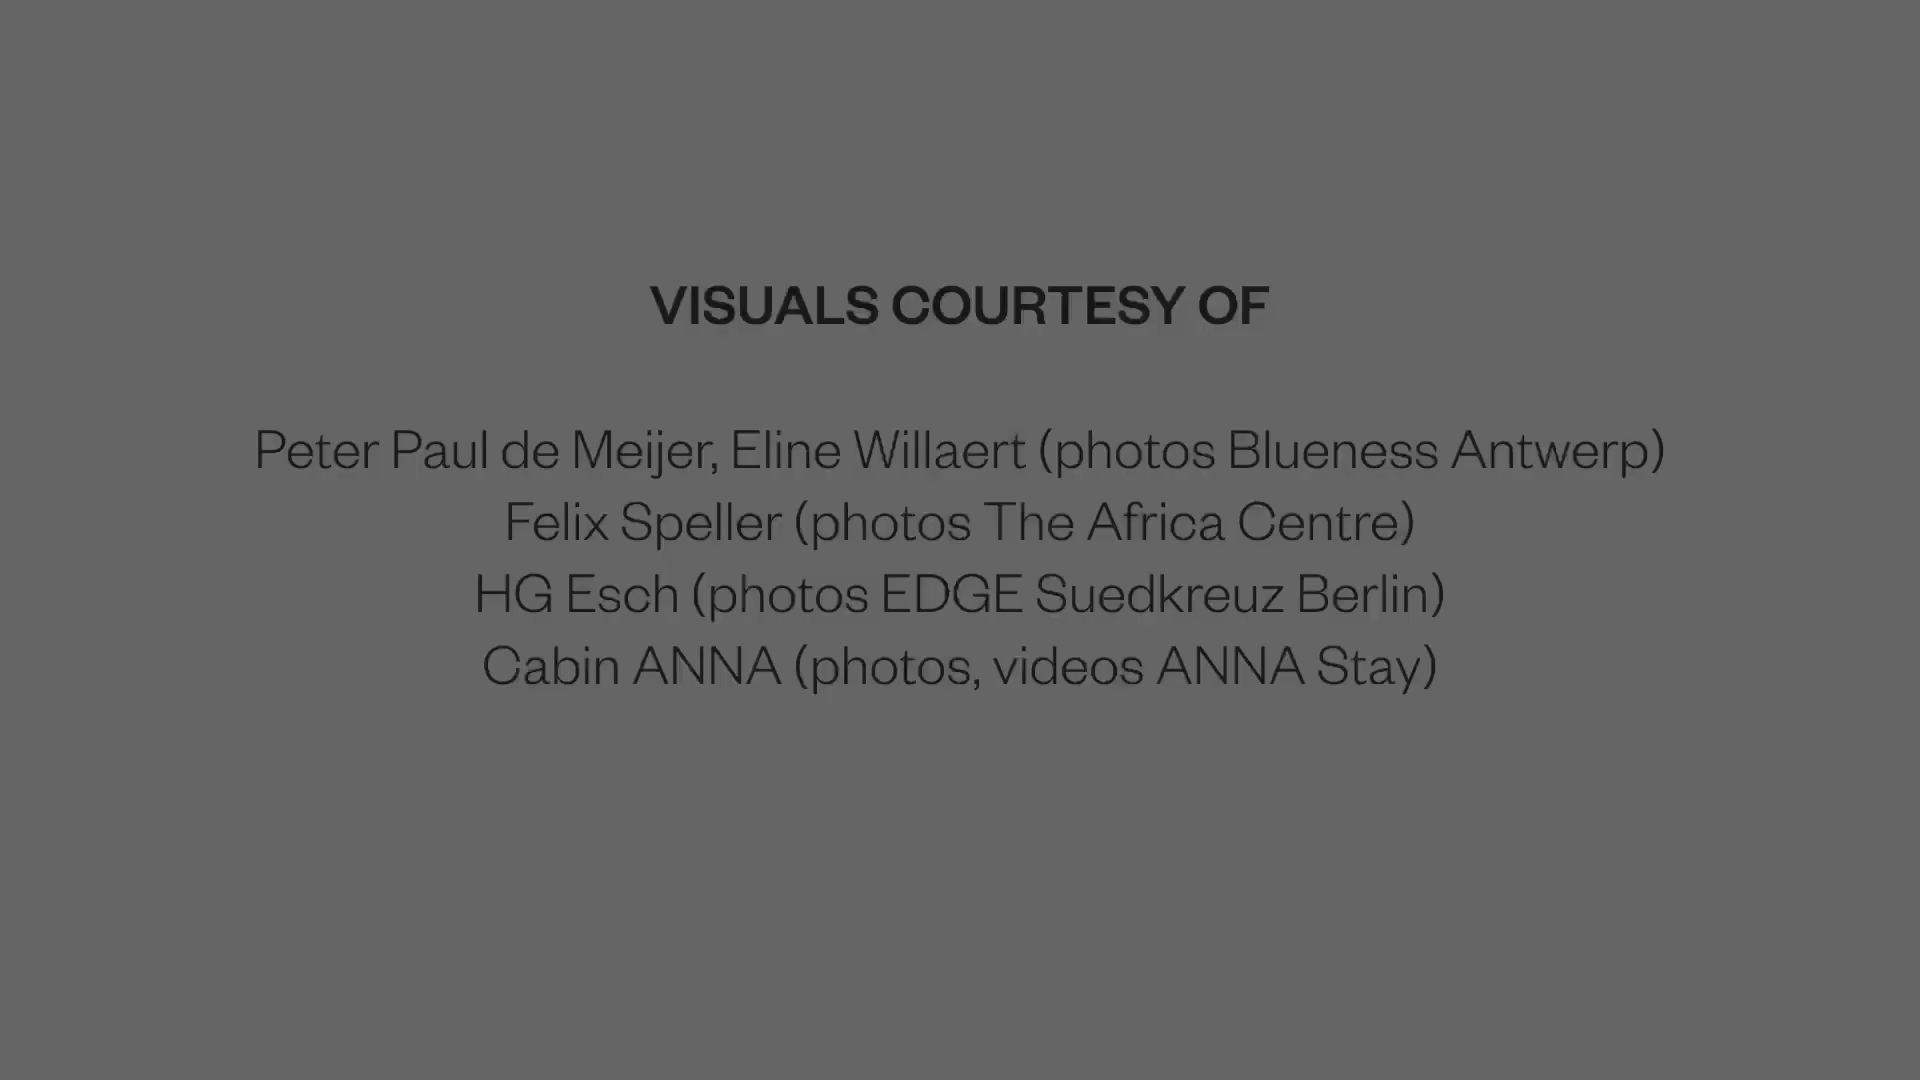 VISUALS COURTESY OF
Peter Paul de Meijer, Eline Willaert (photos Blueness Antwerp)
Felix Speller (photos The Africa Centre)
HG Esch (photos EDGE Suedkreuz Berlin)
Cabin ANNA (photos, videos ANNA Stay)